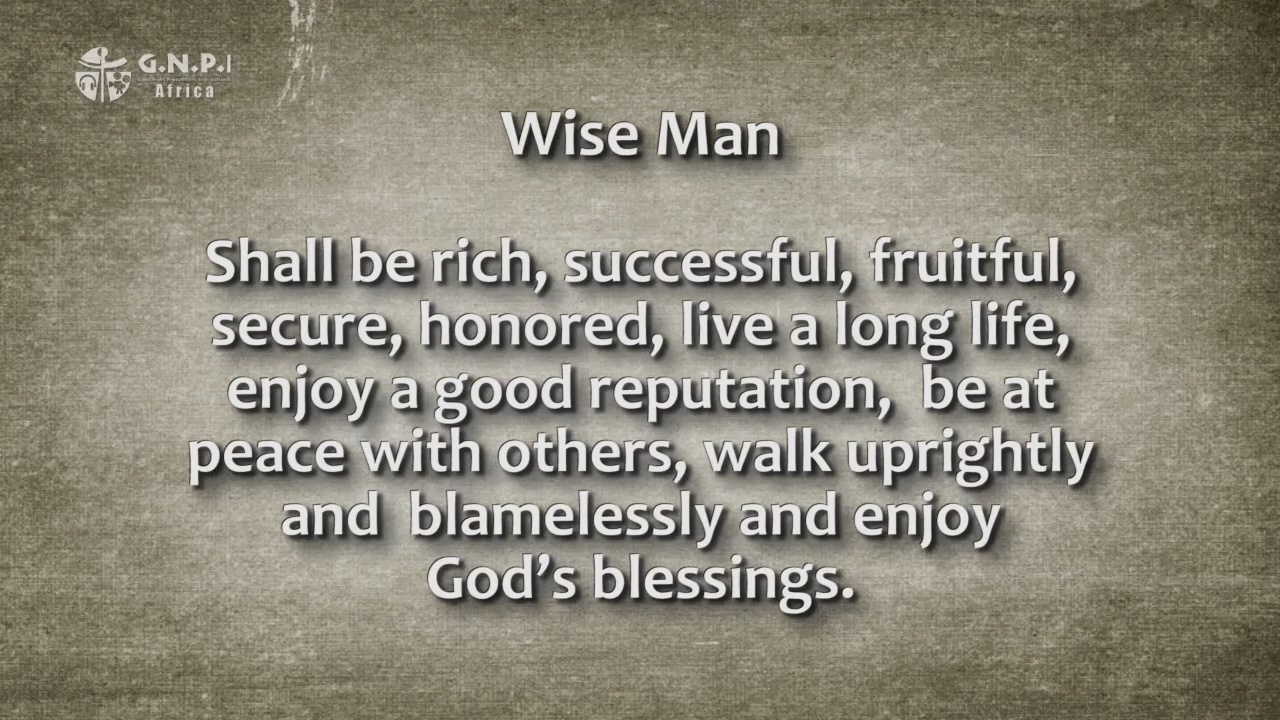 G.N.P.I
Africa
Wise Man
Shall be rich, successful, fruitful,
secure, honored, live a long life,
enjoy a good reputation,  be at
peace with others, walk uprightly
and  blamelessly and enjoy
God’s blessings.